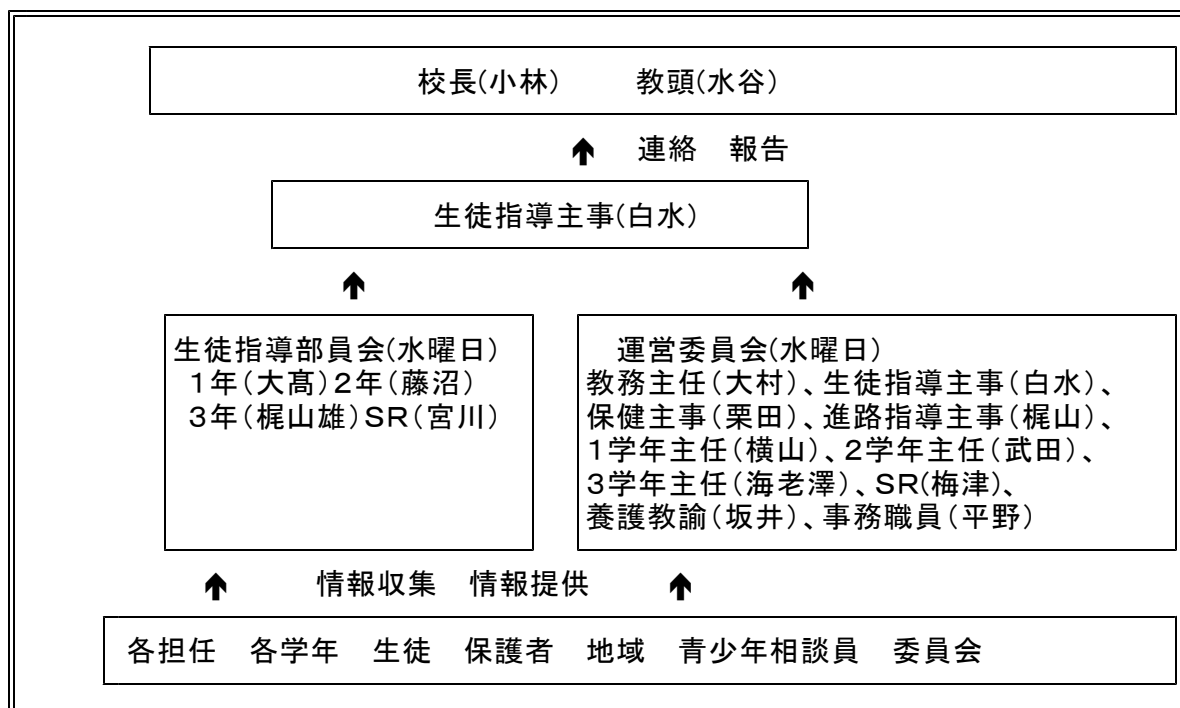 校長(小林)　　教頭(水谷)
🡅　連絡　報告
生徒指導主事(白水)
🡅　🡅
生徒指導部員会(水曜日)
1年(大髙)2年(藤沼)
3年(梶山雄)SR(宮川)
運営委員会(水曜日)
教務主任(大村)、生徒指導主事(白水)、
保健主事(栗田)、進路指導主事(梶山)、
1学年主任(横山)、2学年主任(武田)、
3学年主任(海老澤)、SR(梅津)、
養護教諭(坂井)、事務職員(平野)
🡅　情報収集　情報提供　🡅
各担任　各学年　生徒　保護者　地域　青少年相談員　委員会